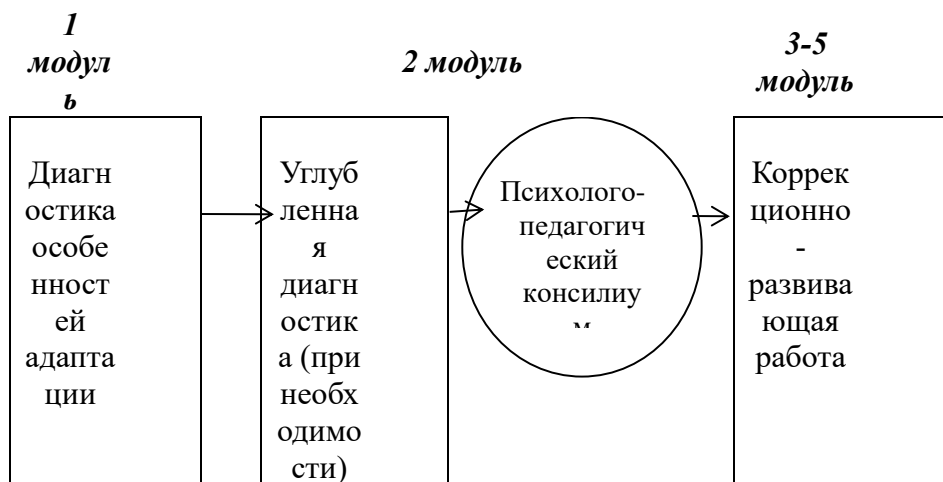 1
модул
ь
2 модуль
3-5
модуль
Диагн
остика
особе
нност
ей
адапта
ции
Углуб
ленна
я
диагн
остик
а (при
необх
одимо
сти)
Психолого-
педагогич
еский
консилиу
Коррек
ционно
-
развива
ющая
работа